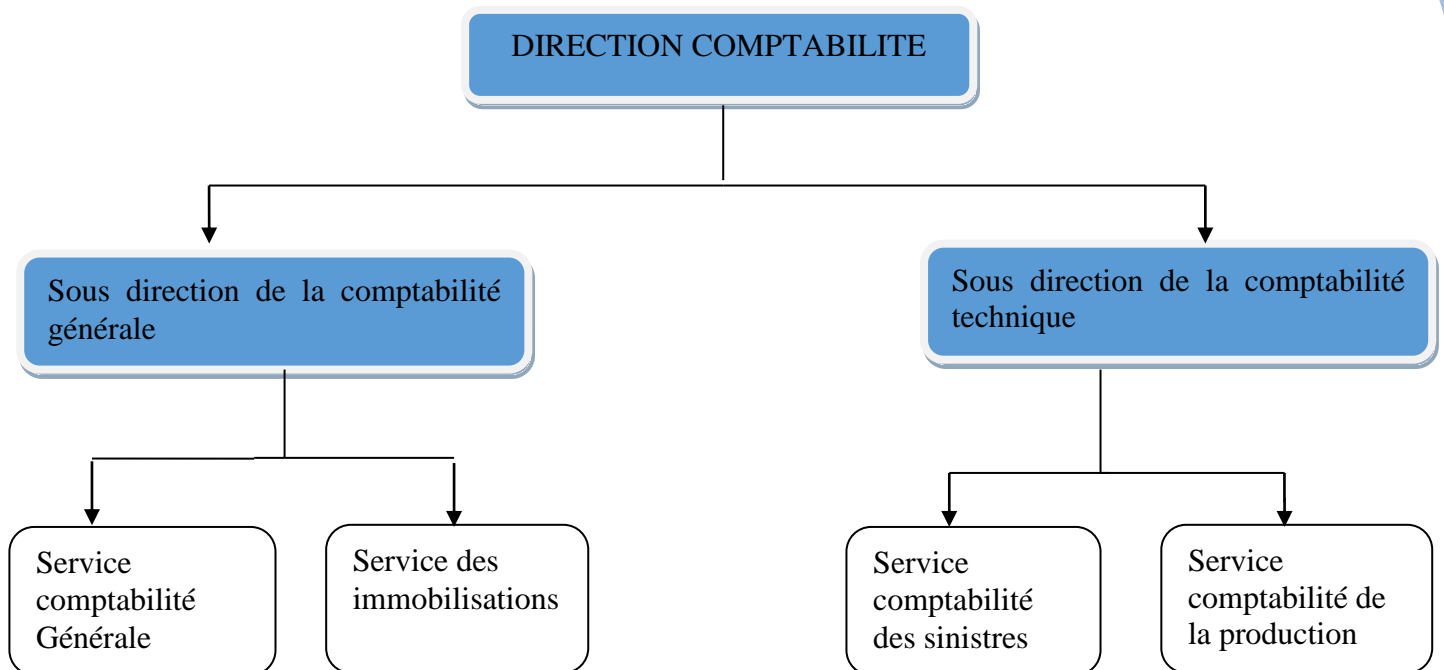 DIRECTION COMPTABILITE
Sous direction de la comptabilité
générale
Sous direction de la comptabilité
technique
Service
comptabilité
Générale
Service des
immobilisations
Service
comptabilité
des sinistres
Service
comptabilité de
la production